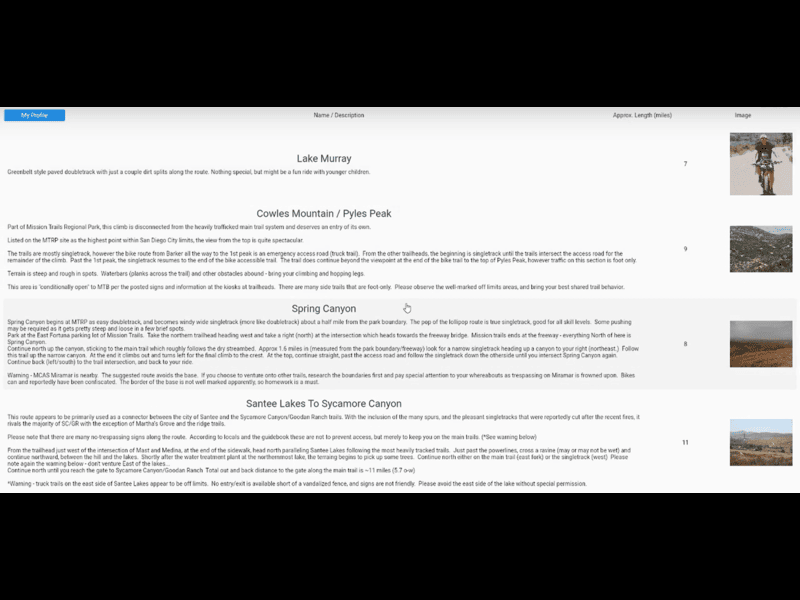 My Profile Name / Description Approx. Length (miles) Image
Lake Murray
7
Greenbelt style paved doubletrack with just a couple dirt splits along the route. Nothing special, but might be a fun ride with younger children.
Cowles Mountain / Pyles Peak
Part of Mission Trails Regional Park, this climb is disconnected from the heavily trafficked main trail system and deserves an entry of its own.
Listed on the MTRP site as the highest point within San Diego City limits, the view from the top is quite spectacular.
9
The trails are mostly singletrack, however the bike route from Barker all the way to the 1st peak is an emergency access road (truck trail). From the other trailheads, the beginning is singletrack until the trails intersect the access road for the
remainder of the climb. Past the 1st peak, the singletrack resumes to the end of the bike accessible trail. The trail does continue beyond the viewpoint at the end of the bike trail to the top of Pyles Peak, however traffic on this section is foot only.
Terrain is steep and rough in spots. Waterbars (planks across the trail) and other obstacles abound - bring your climbing and hopping legs.
This area is 'conditionally open' to MTB per the posted signs and information at the kiosks at trailheads. There are many side trails that are foot-only. Please observe the well-marked off limits areas, and bring your best shared trail behavior.
Spring Canyon
Spring Canyon begins at MTRP as easy doubletrack, and becomes windy wide singletrack (more like doubletrack) about a half mile from the park boundary. The pep of the lollipop route is true singletrack, good for all skill levels. Some pushing
may be required as it gets pretty steep and loose in a few brief spots.
Park at the East Fortuna parking lot of Mission Trails. Take the northern trailhead heading west and take a right (north) at the intersection which heads towards the freeway bridge. Mission trails ends at the freeway - everything North of here is
Spring Canyon.
8
Continue north up the canyon, sticking to the main trail which roughly follows the dry streambed. Approx 1.6 miles in (measured from the park boundary/freeway) look for a narrow singletrack heading up a canyon to your right (northeast.) Follow
this trail up the narrow canyon. At the end it climbs out and turns left for the final climb to the crest. At the top, continue straight, past the access road and follow the singletrack down the otherside until you intersect Spring Canyon again.
Continue back (left/south) to the trail intersection, and back to your ride.
Warning - MCAS Miramar is nearby. The suggested route avoids the base. If you choose to venture onto other trails, research the boundaries first and pay special attention to your whereabouts as trespassing on Miramar is frowned upon. Bikes
can and reportedly have been confiscated. The border of the base is not well marked apparently, so homework is a must.
Santee Lakes To Sycamore Canyon
This route appears to be primarily used as a connector between the city of Santee and the Sycamore Canyon/Goodan Ranch trails. With the inclusion of the many spurs, and the pleasant singletracks that were reportedly cut after the recent fires, it
rivals the majority of SC/GR with the exception of Martha's Grove and the ridge trails.
Please note that there are many no-trespassing signs along the route. According to locals and the guidebook these are not to prevent access, but merely to keep you on the main trails. (*See warning below)
11
From the trailhead just west of the intersection of Mast and Medina, at the end of the sidewalk, head north paralleling Santee Lakes following the most heavily tracked trails. Just past the powerlines, cross a ravine (may or may not be wet) and
continue northward, between the hill and the lakes. Shortly after the water treatment plant at the northernmost lake, the terraing begins to pick up some trees. Continue north either on the main trail (east fork) or the singletrack (west) Please
note again the warning below - don't venture East of the lakes...
Continue north until you reach the gate to Sycamore Canyon/Goodan Ranch Total out and back distance to the gate along the main trail is ~11 miles (5.7 o-w)
*Warning - truck trails on the east side of Santee Lakes appear to be off limits. No entry/exit is available short of a vandalized fence, and signs are not friendly. Please avoid the east side of the lake without special permission.